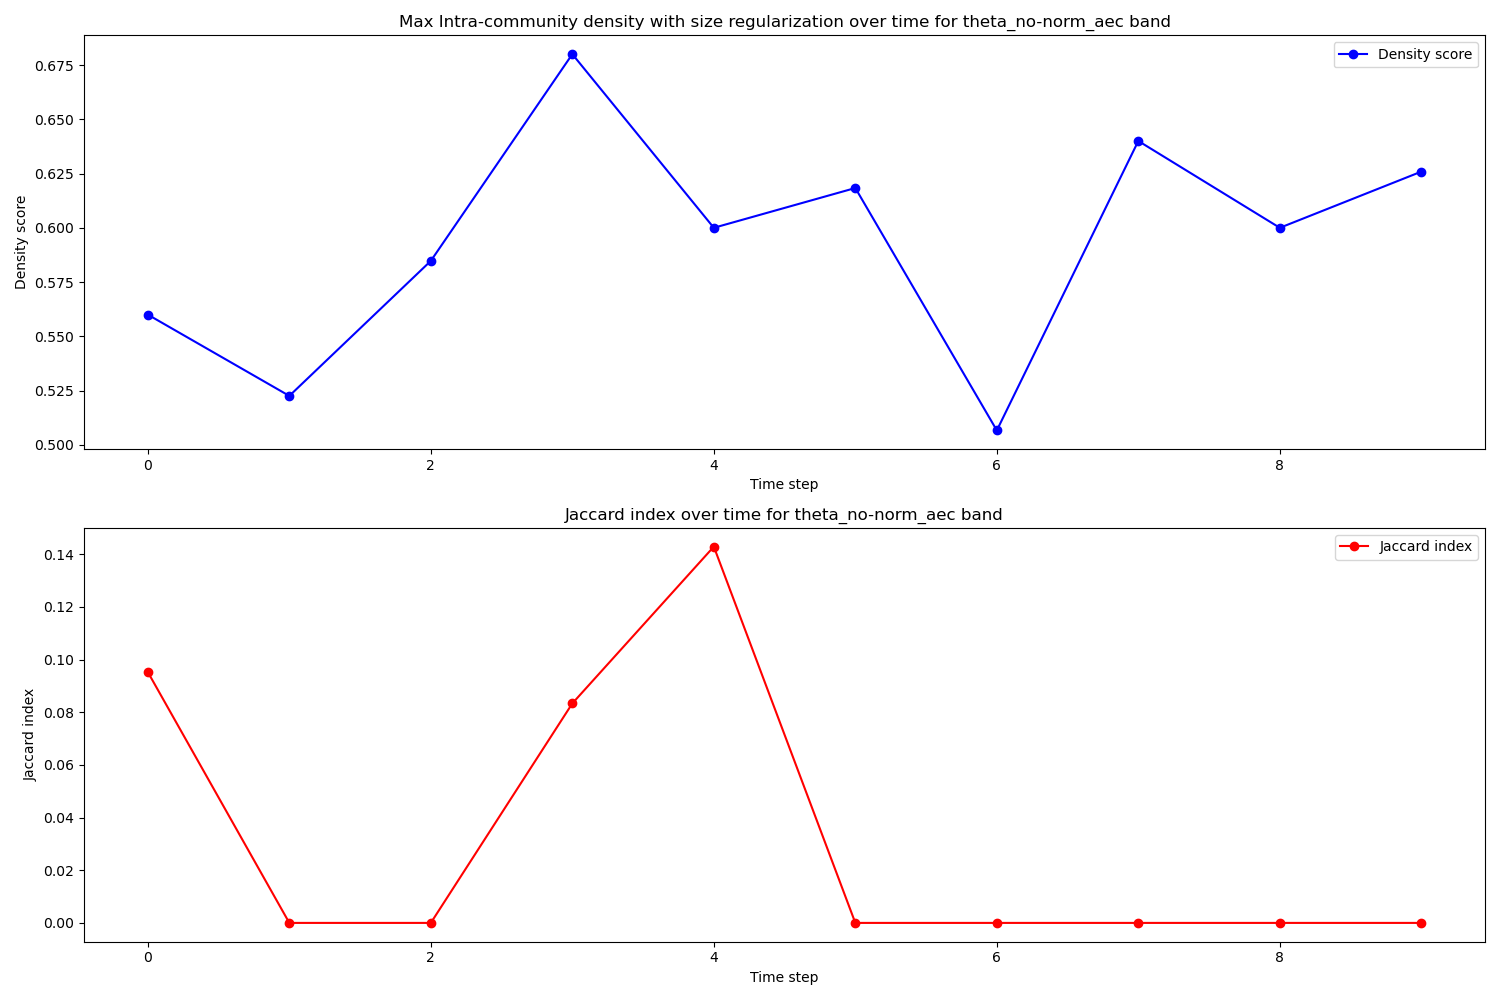 Max Intra-community density with size regularization over time for theta_no-norm_aec band
Density score
0.675
0.650
0.625
0.600
0.575
0.550
0.525
0.500
Density score
0 2 4 6 8
Time step
Jaccard index over time for theta_no-norm_aec band
Jaccard index
0.14
0.12
0.10
0.08
0.06
0.04
0.02
0.00
Jaccard index
0 2 4 6 8
Time step